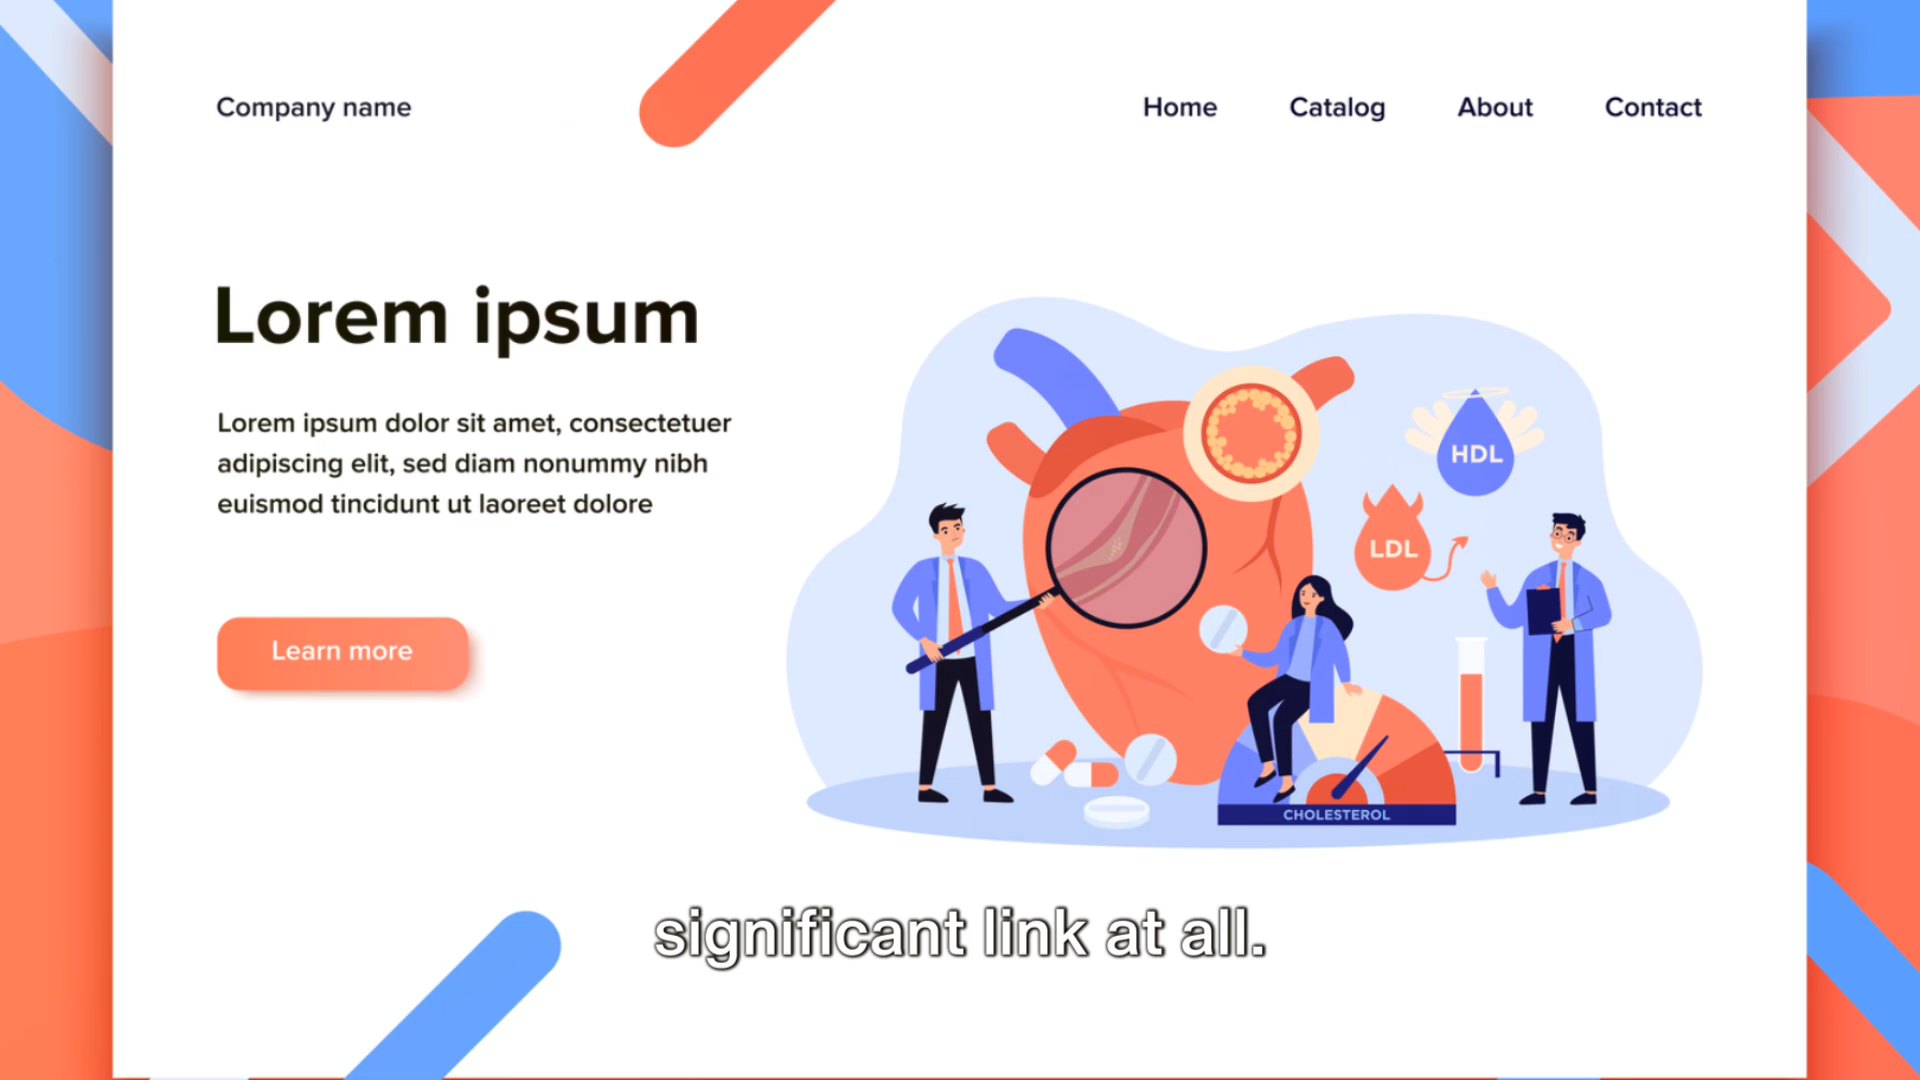 Company name
Home Catalog About Contact
Lorem ipsum
Lorem ipsum dolor sit amet, consectetuer
adipiscing elit, sed diam nonummy nibh
euismod tincidunt ut laoreet dolore
Learn more
HDL
LDL
CHOLESTEROL
significant link at all.